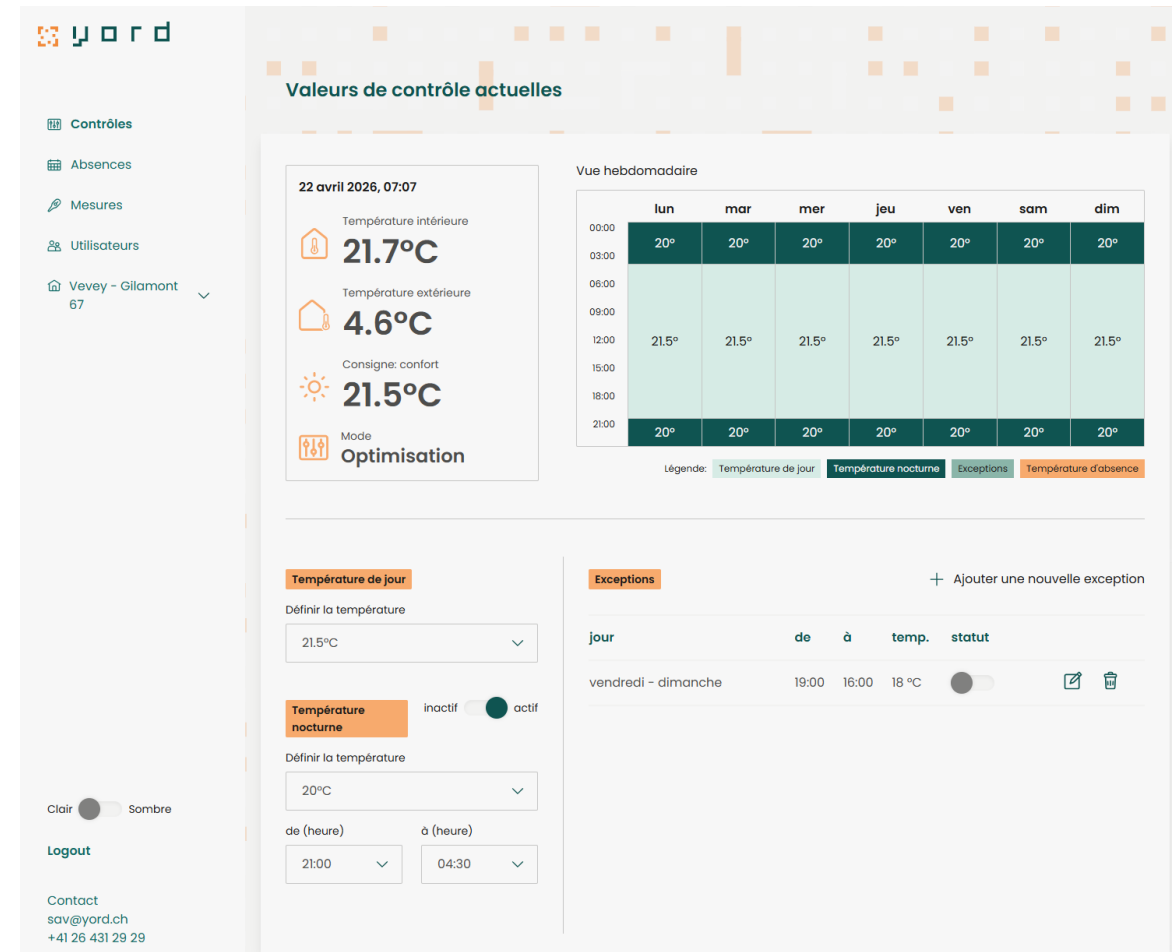 yord
Contrôles
Absences
Mesures
Utilisateurs
Vevey - Gilamont
67
Clair Sombre
Logout
Contact
sav@yord.ch
+41 26 431 29 29
Valeurs de contrôle actuelles
22 avril 2026, 07:07
Température intérieure
21.7°C
Température extérieure
4.6°C
Consigne: confort
21.5°C
Mode
Optimisation
Vue hebdomadaire
lun mar mer jeu ven sam dim
00:00
20° 20° 20° 20° 20° 20° 20°
03:00
06:00
09:00
12:00 21.5° 21.5° 21.5° 21.5° 21.5° 21.5° 21.5°
15:00
18:00
21:00
20° 20° 20° 20° 20° 20° 20°
Légende: Température de jour Température nocturne Exceptions Température d'absence
Température de jour
Définir la température
21.5°C
Température
nocturne
inactif actif
Définir la température
20°C
de (heure) à (heure)
21:00 04:30
Exceptions
Ajouter une nouvelle exception
jour de à temp. statut
vendredi - dimanche 19:00 16:00 18 °C